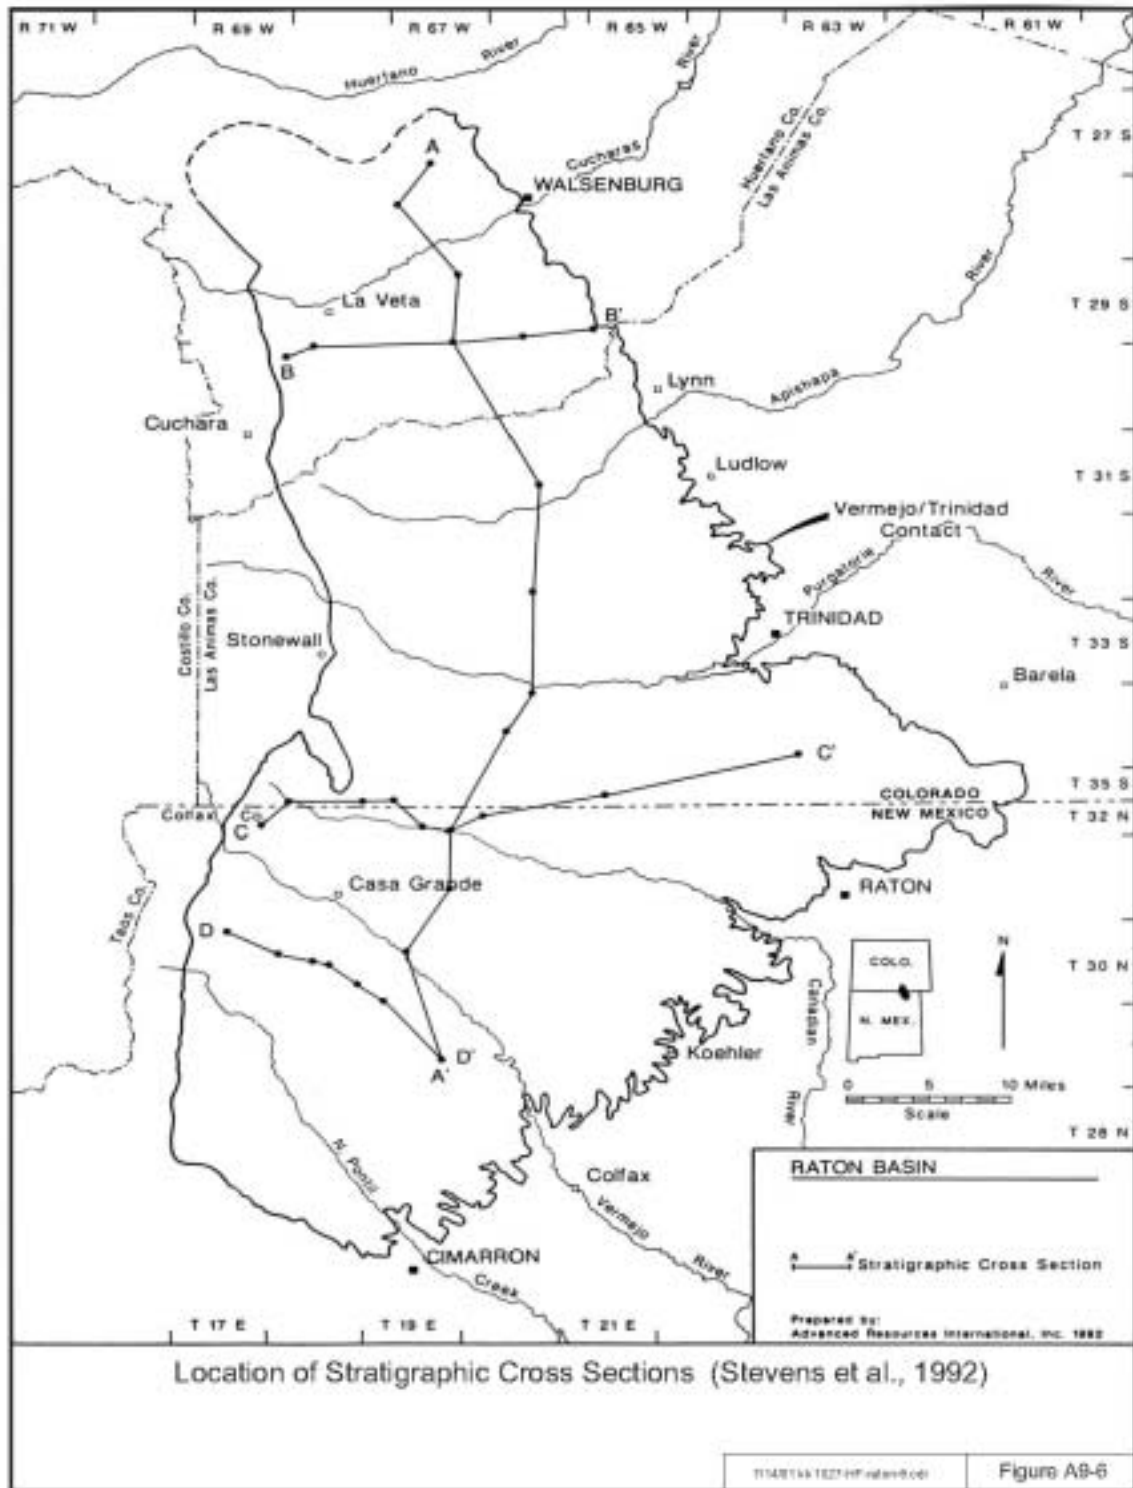 R 71 W
R 69 W
R 67 W
R 65 W
R 63 W
R 61 W
Huerfano River
Cucharas River
Huerfano Co.
Las Animas Co.
T 27 S
A
WALSENBURG
La Veta
River
T 29 S
B'
B
Lynn
Apishapa
Cuchara
Ludlow
T 31 S
Vermejo/Trinidad
Contact
Purgatorie
River
Costillo Co.
Las Animas Co.
TRINIDAD
Stonewall
T 33 S
Barela
C'
T 35 S
COLORADO
NEW MEXICO
Colfax Co.
C
T 32 N
Taos Co.
Casa Grande
RATON
D
N
COLO.
T 30 N
N. MEX.
Canadian
River
Koehler
D'
A'
0 5 10 Miles
Scale
T 28 N
N. Ponil
Creek
Colfax
Vermejo
River
RATON BASIN
CIMARRON
A A'
Stratigraphic Cross Section
Prepared by:
Advanced Resources International, Inc. 1992
T 17 E
T 19 E
T 21 E
Location of Stratigraphic Cross Sections (Stevens et al., 1992)
Figure A9-6